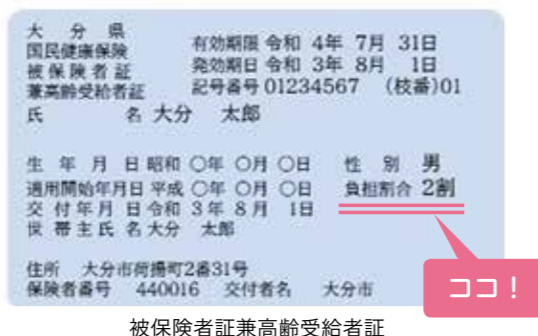 大分県
国民健康保険
被保険者証
兼高齢受給者証
有効期限 令和 4年 7月 31日
発効期日 令和 3年 8月 1日
記号番号 01234567 (枝番)01
氏名 大分 太郎
生年月日 昭和 〇年 〇月 〇日 性別 男
適用開始年月日 平成 〇年 〇月 〇日 負担割合 2割
交付年月日 令和 3年 8月 1日
世帯主氏名 大分 太郎
住所 大分市荷揚町2番31号
保険者番号 440016 交付者名 大分市
ココ!
被保険者証兼高齢受給者証